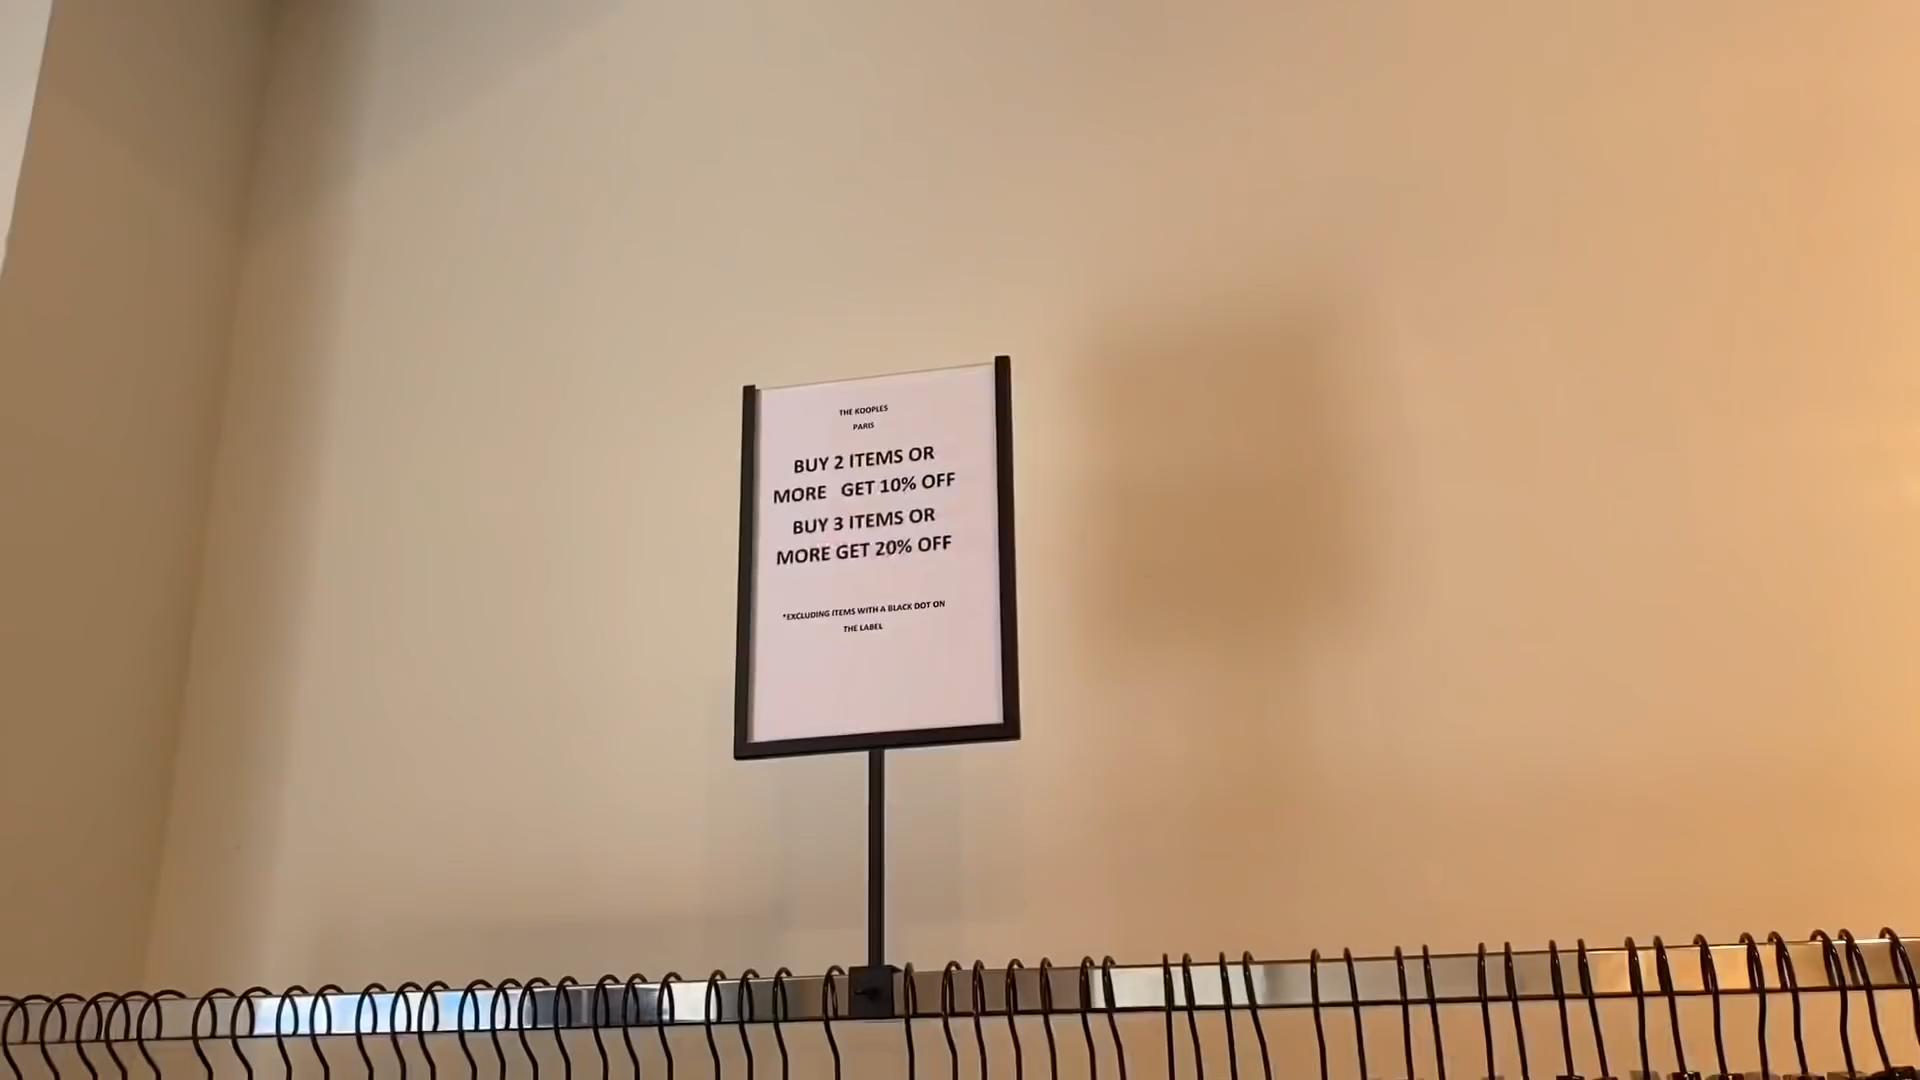 THE KOOPLES
PARIS
BUY 2 ITEMS OR
MORE GET 10% OFF
BUY 3 ITEMS OR
MORE GET 20% OFF
*EXCLUDING ITEMS WITH A BLACK DOT ON
THE LABEL